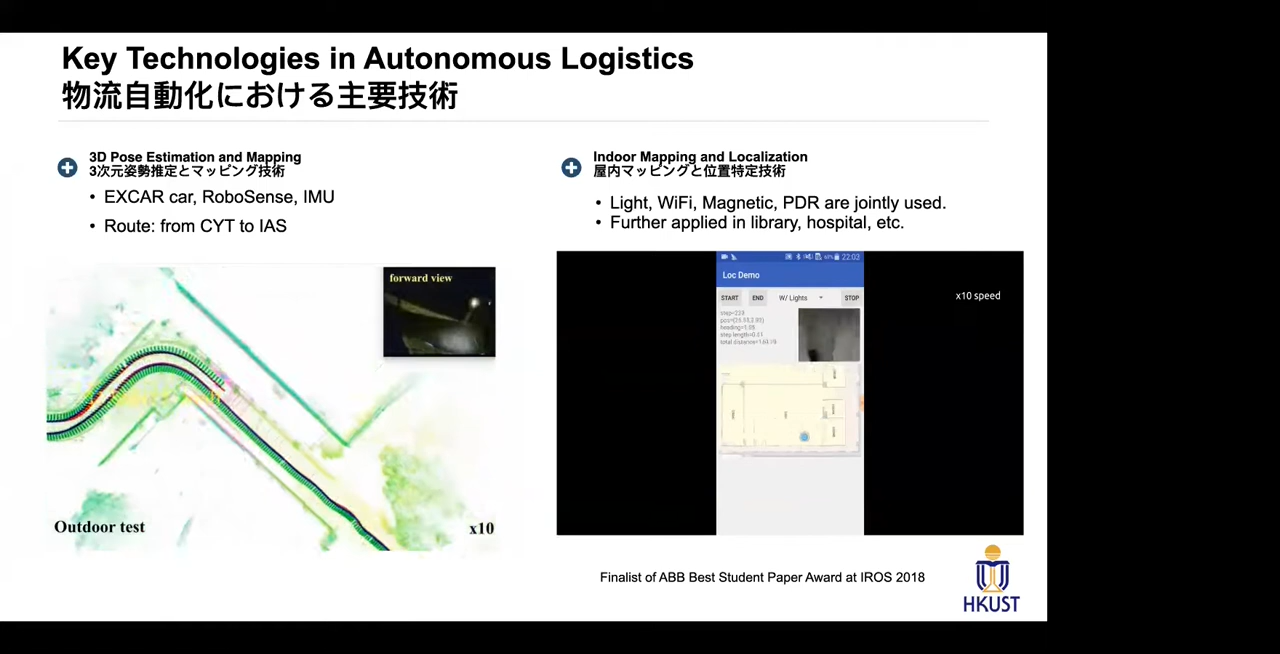 Key Technologies in Autonomous Logistics
物流自動化における主要技術
3D Pose Estimation and Mapping
3次元姿勢推定とマッピング技術
• EXCAR car, RoboSense, IMU
• Route: from CYT to IAS
forward view
Outdoor test
x10
Indoor Mapping and Localization
屋内マッピングと位置特定技術
• Light, WiFi, Magnetic, PDR are jointly used.
• Further applied in library, hospital, etc.
22:03
Loc Demo
START END W/ Lights STOP
x10 speed
Finalist of ABB Best Student Paper Award at IROS 2018
HKUST